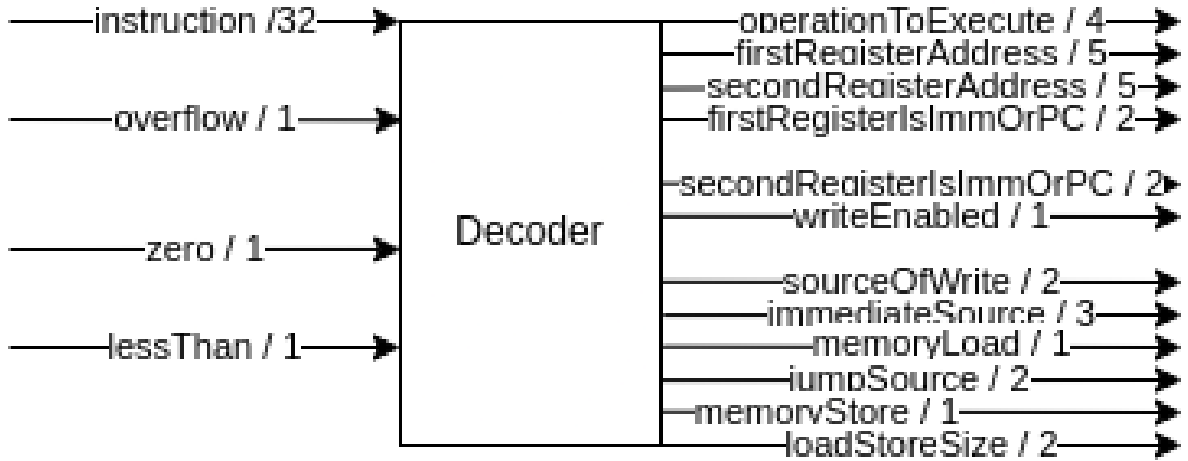 instruction /32
overflow / 1
zero / 1
lessThan / 1
Decoder
operationToExecute / 4
firstRegisterAddress / 5
secondRegisterAddress / 5
firstRegisterIsImmOrPC / 2
secondRegisterIsImmOrPC / 2
writeEnabled / 1
sourceOfWrite / 2
immediateSource / 3
memoryLoad / 1
jumpSource / 2
memoryStore / 1
loadStoreSize / 2